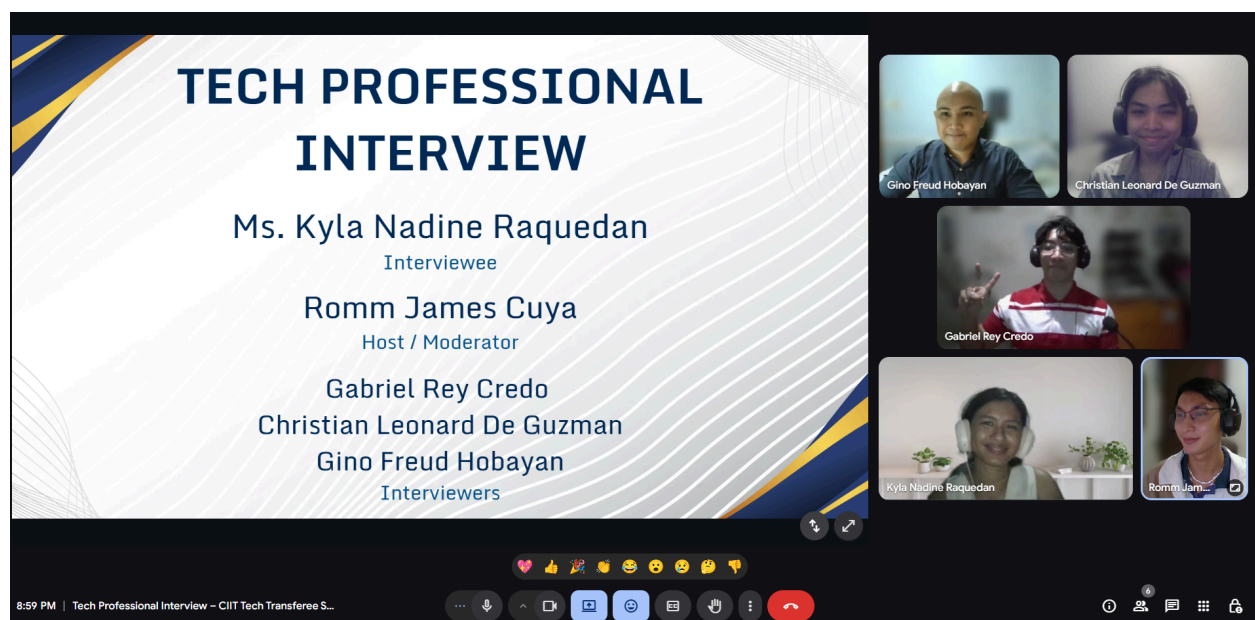 TECH PROFESSIONAL
INTERVIEW
Ms. Kyla Nadine Raquedan
Interviewee
Romm James Cuya
Host / Moderator
Gabriel Rey Credo
Christian Leonard De Guzman
Gino Freud Hobayan
Interviewers
Gino Freud Hobayan
Christian Leonard De Guzman
Gabriel Rey Credo
Kyla Nadine Raquedan
Romm Jam...
8:59 PM | Tech Professional Interview – CIIT Tech Transferee S...
6